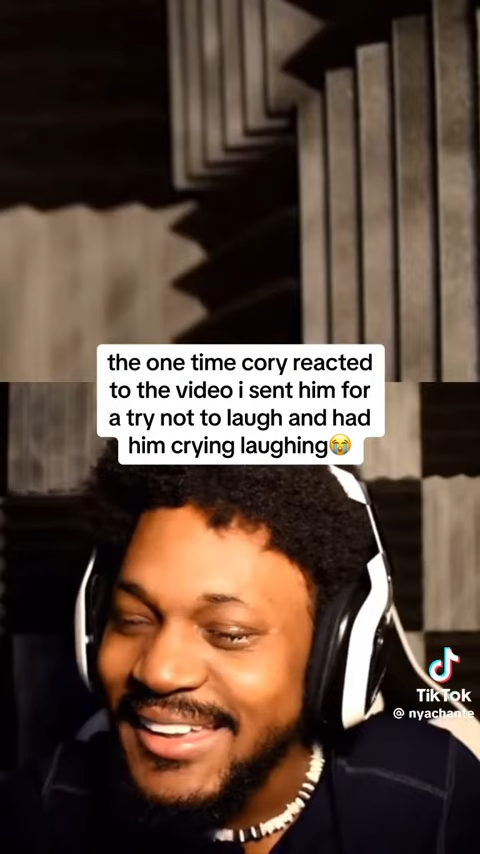 the one time cory reacted
to the video i sent him for
a try not to laugh and had
him crying laughing😭
TikTok
@ nyachante